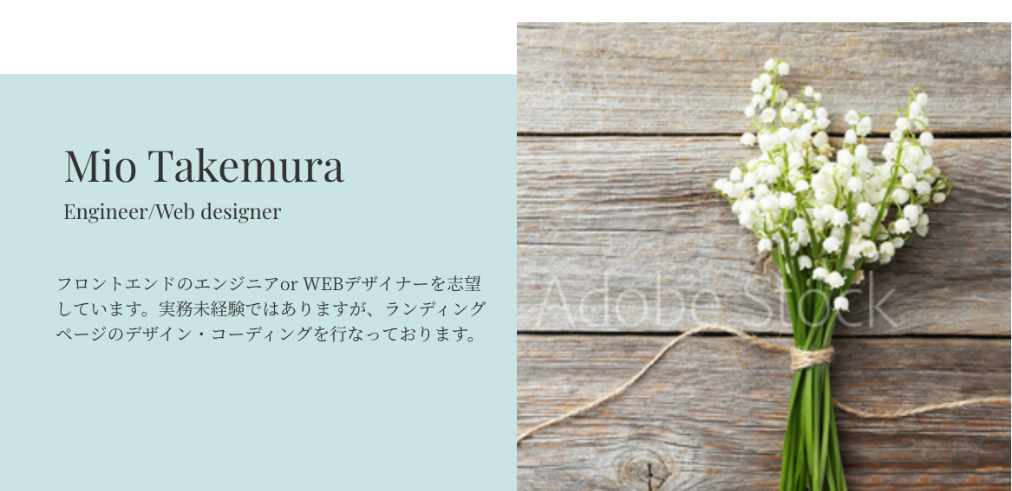 Mio Takemura
Engineer/Web designer
フロントエンドのエンジニアor WEBデザイナーを志望
しています。実務未経験ではありますが、ランディング
ページのデザイン・コーディングを行なっております。
Adobe Stock